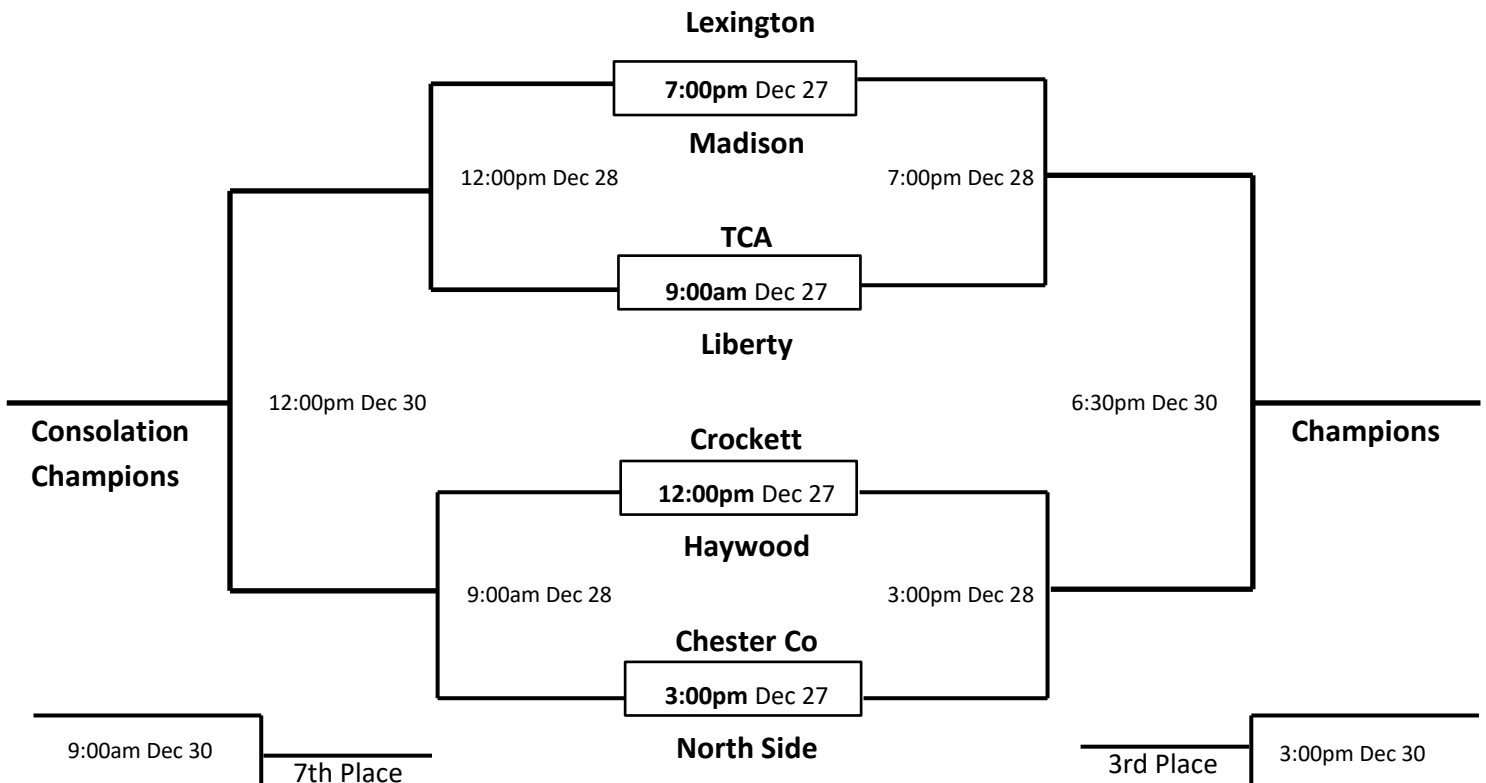 Lexington
7:00pm Dec 27
Madison
12:00pm Dec 28
7:00pm Dec 28
TCA
9:00am Dec 27
Liberty
12:00pm Dec 30
6:30pm Dec 30
Consolation
Champions
Champions
Crockett
12:00pm Dec 27
Haywood
9:00am Dec 28
3:00pm Dec 28
Chester Co
3:00pm Dec 27
North Side
9:00am Dec 30
7th Place
3rd Place
3:00pm Dec 30